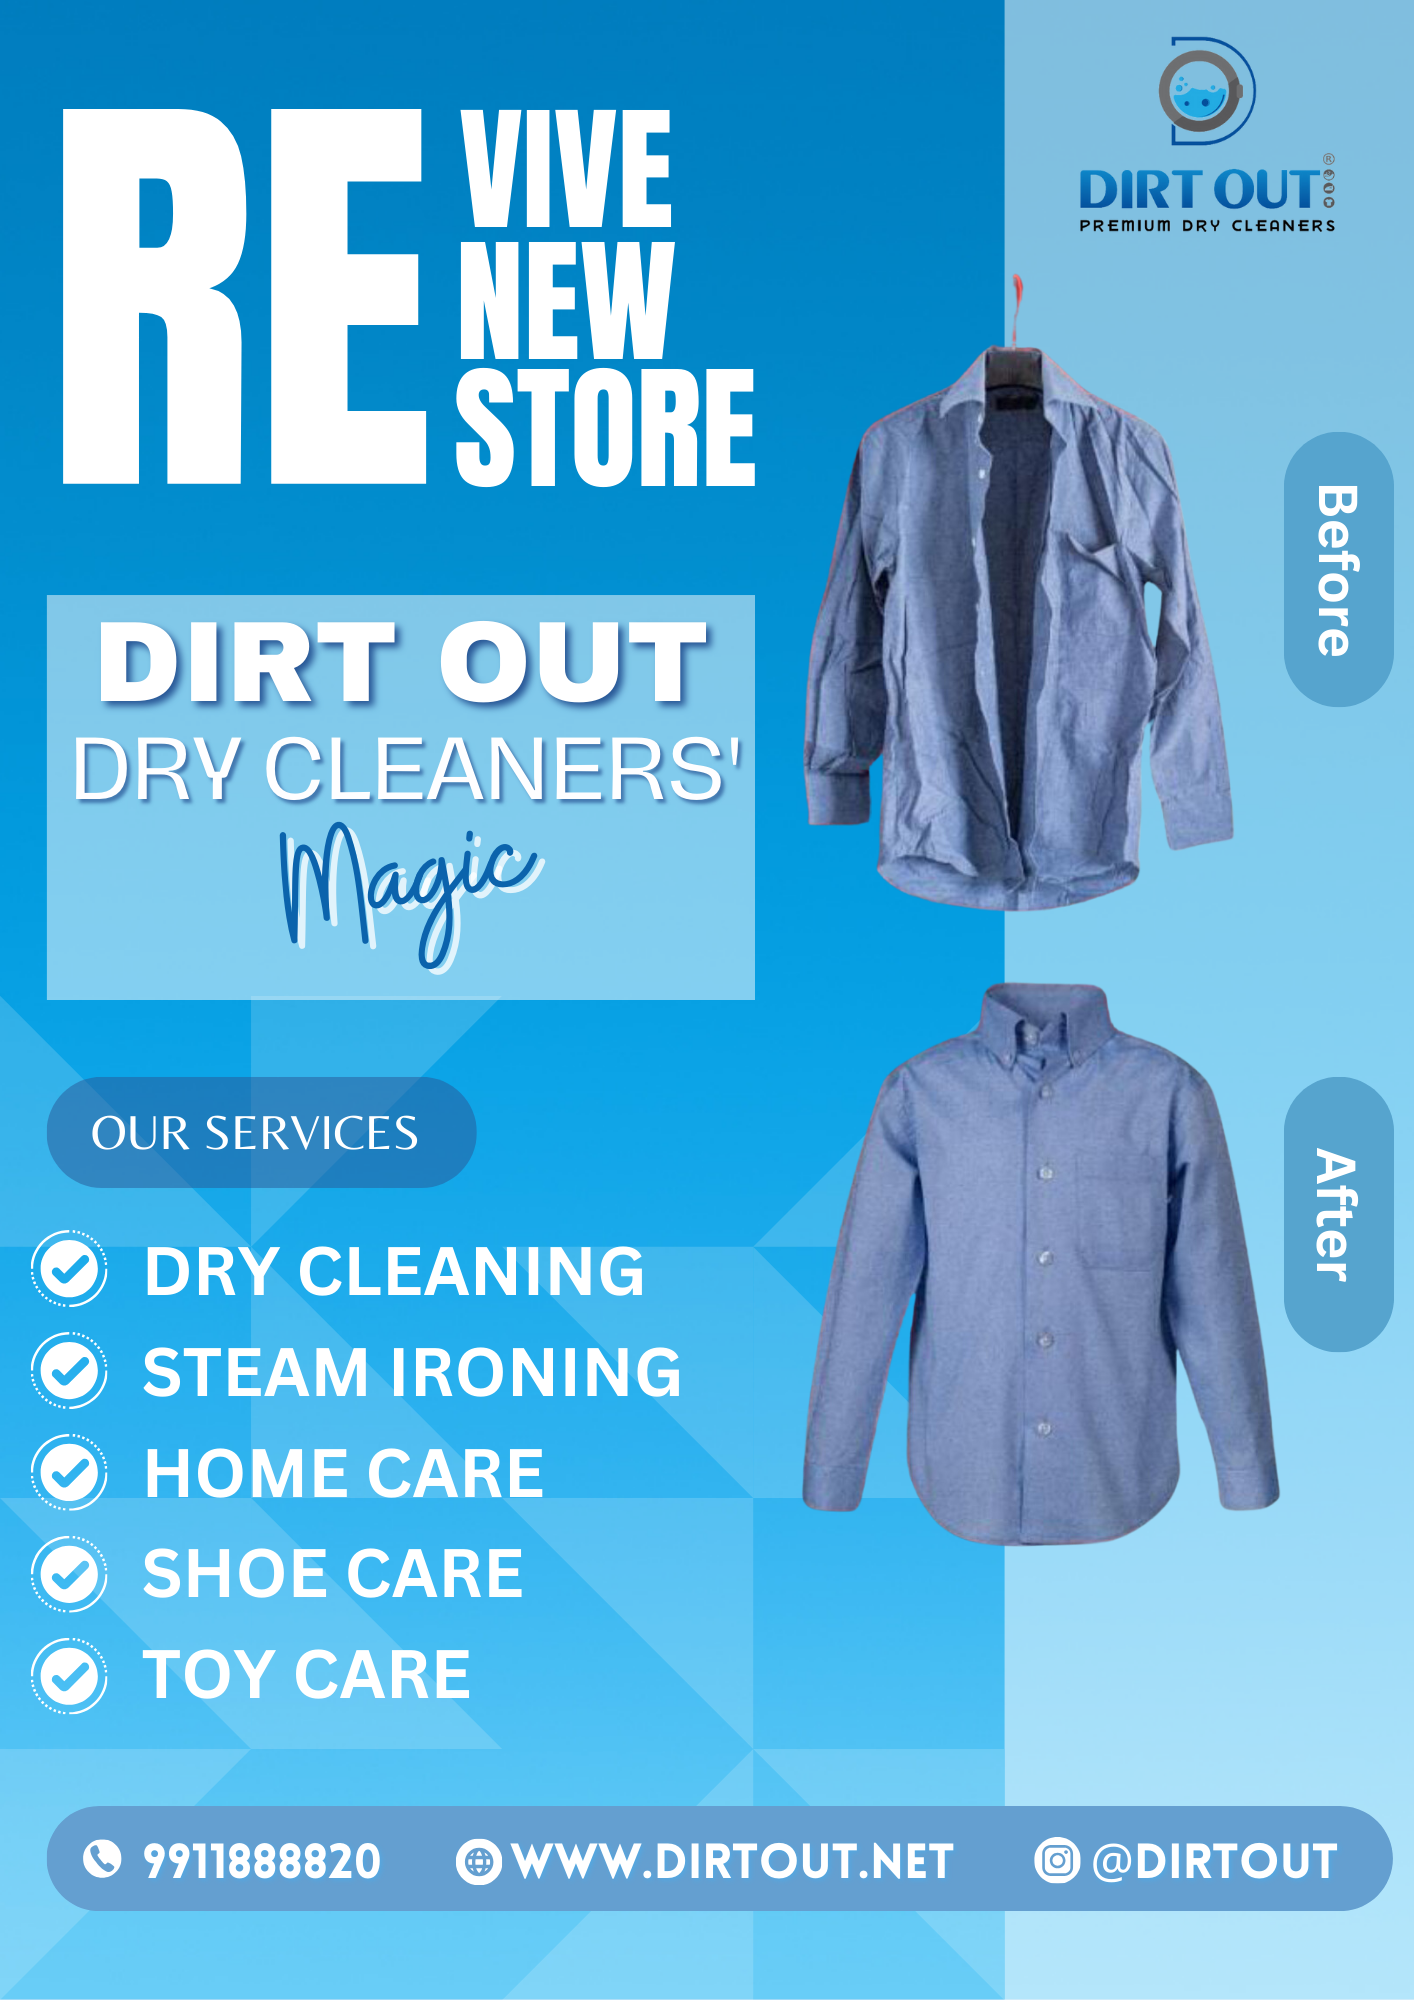 RE
VIVE
NEW
STORE
DIRT OUT®
PREMIUM DRY CLEANERS
Before
DIRT OUT
DRY CLEANERS'
Magic
After
OUR SERVICES
DRY CLEANING
STEAM IRONING
HOME CARE
SHOE CARE
TOY CARE
9911888820
WWW.DIRTOUT.NET
@DIRTOUT